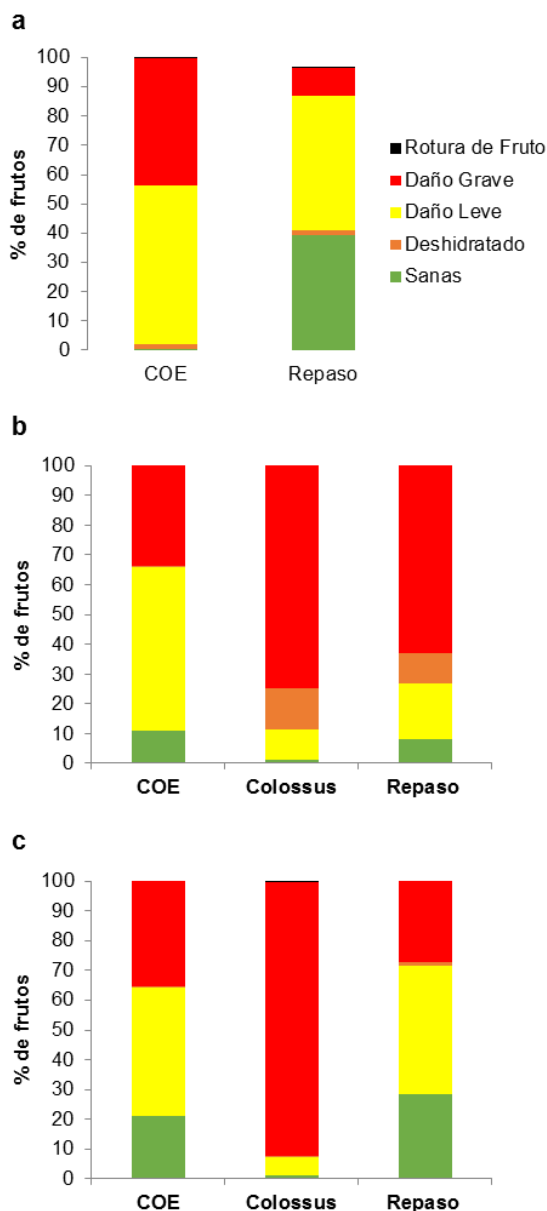 a
% de frutos
100
90
80
70
60
50
40
30
20
10
0
COE Repaso
Rotura de Fruto
Daño Grave
Daño Leve
Deshidratado
Sanas
b
% de frutos
100
90
80
70
60
50
40
30
20
10
0
COE Colossus Repaso
c
% de frutos
100
90
80
70
60
50
40
30
20
10
0
COE Colossus Repaso